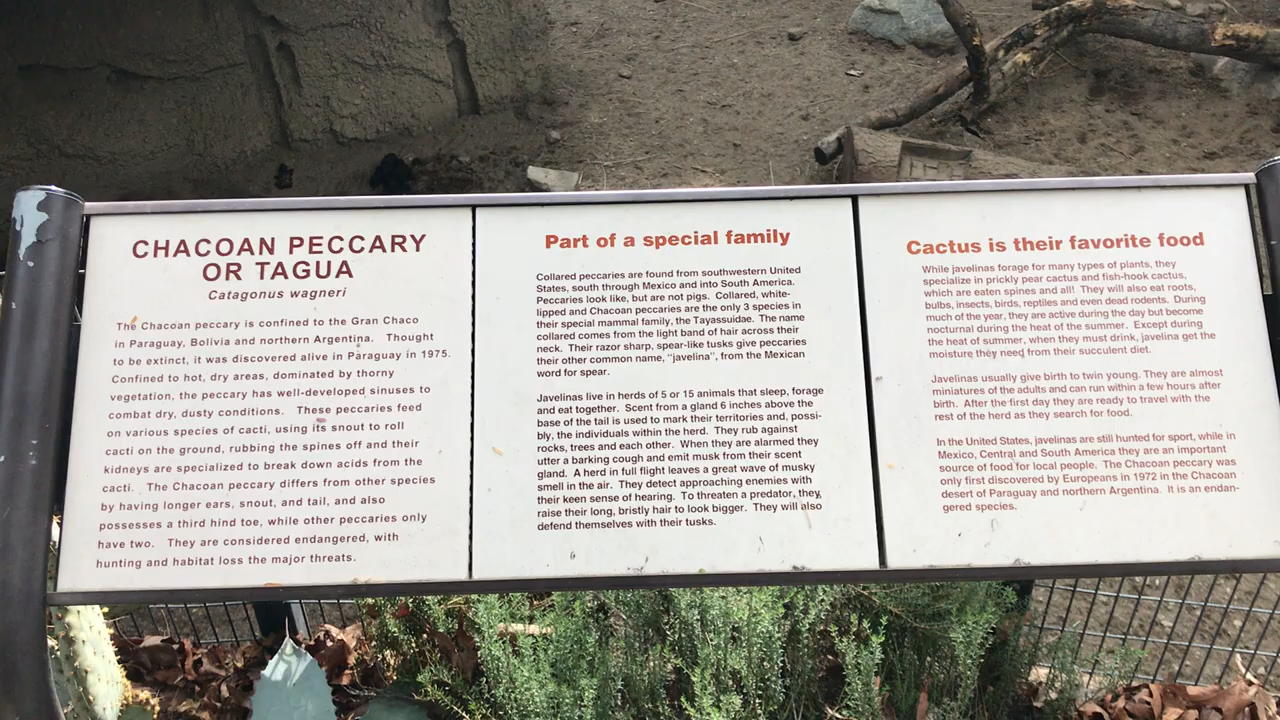 CHACOAN PECCARY
OR TAGUA
Catagonus wagneri
The Chacoan peccary is confined to the Gran Chaco
in Paraguay, Bolivia and northern Argentina. Thought
to be extinct, it was discovered alive in Paraguay in 1975.
Confined to hot, dry areas, dominated by thorny
vegetation, the peccary has well-developed sinuses to
combat dry, dusty conditions. These peccaries feed
on various species of cacti, using its snout to roll
cacti on the ground, rubbing the spines off and their
kidneys are specialized to break down acids from the
cacti. The Chacoan peccary differs from other species
by having longer ears, snout, and tail, and also
possesses a third hind toe, while other peccaries only
have two. They are considered endangered, with
hunting and habitat loss the major threats.
Part of a special family
Collared peccaries are found from southwestern United
States, south through Mexico and into South America.
Peccaries look like, but are not pigs. Collared, white-
lipped and Chacoan peccaries are the only 3 species in
their special mammal family, the Tayassuidae. The name
collared comes from the light band of hair across their
neck. Their razor sharp, spear-like tusks give peccaries
their other common name, "javelina", from the Mexican
word for spear.
Javelinas live in herds of 5 or 15 animals that sleep, forage
and eat together. Scent from a gland 6 inches above the
base of the tail is used to mark their territories and, possi-
bly, the individuals within the herd. They rub against
rocks, trees and each other. When they are alarmed they
utter a barking cough and emit musk from their scent
gland. A herd in full flight leaves a great wave of musky
smell in the air. They detect approaching enemies with
their keen sense of hearing. To threaten a predator, they
raise their long, bristly hair to look bigger. They will also
defend themselves with their tusks.
Cactus is their favorite food
While javelinas forage for many types of plants, they
specialize in prickly pear cactus and fish-hook cactus,
which are eaten spines and all! They will also eat roots,
bulbs, insects, birds, reptiles and even dead rodents. During
much of the year, they are active during the day but become
nocturnal during the heat of the summer. Except during
the heat of summer, when they must drink, javelina get the
moisture they need from their succulent diet.
Javelinas usually give birth to twin young. They are almost
miniatures of the adults and can run within a few hours after
birth. After the first day they are ready to travel with the
rest of the herd as they search for food.
In the United States, javelinas are still hunted for sport, while in
Mexico, Central and South America they are an important
source of food for local people. The Chacoan peccary was
only first discovered by Europeans in 1972 in the Chacoan
desert of Paraguay and northern Argentina. It is an endan-
gered species.